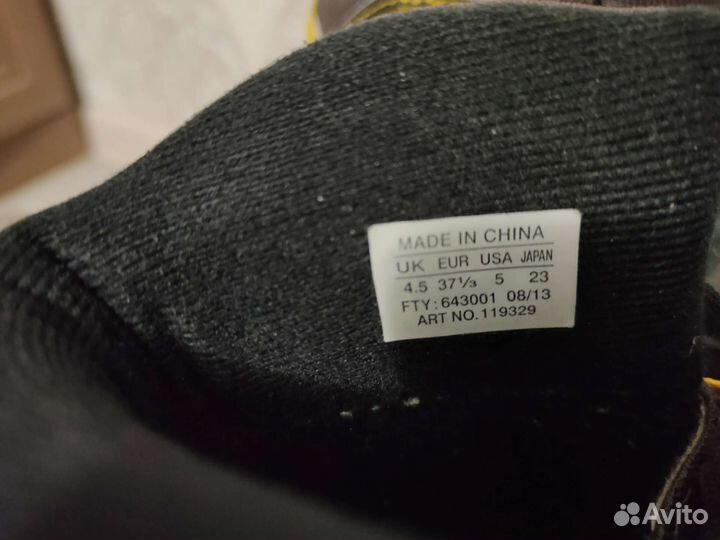 MADE IN CHINA
UK EUR USA JAPAN
4.5 37⅓ 5 23
FTY: 643001 08/13
ART NO. 119329
Avito